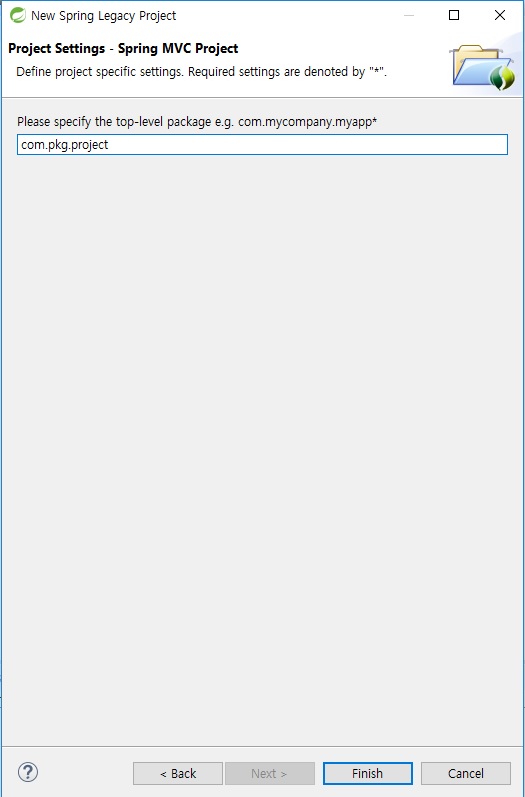 New Spring Legacy Project
Project Settings - Spring MVC Project
Define project specific settings. Required settings are denoted by "*".
Please specify the top-level package e.g. com.mycompany.myapp*
com.pkg.project
?
< Back
Next >
Finish
Cancel